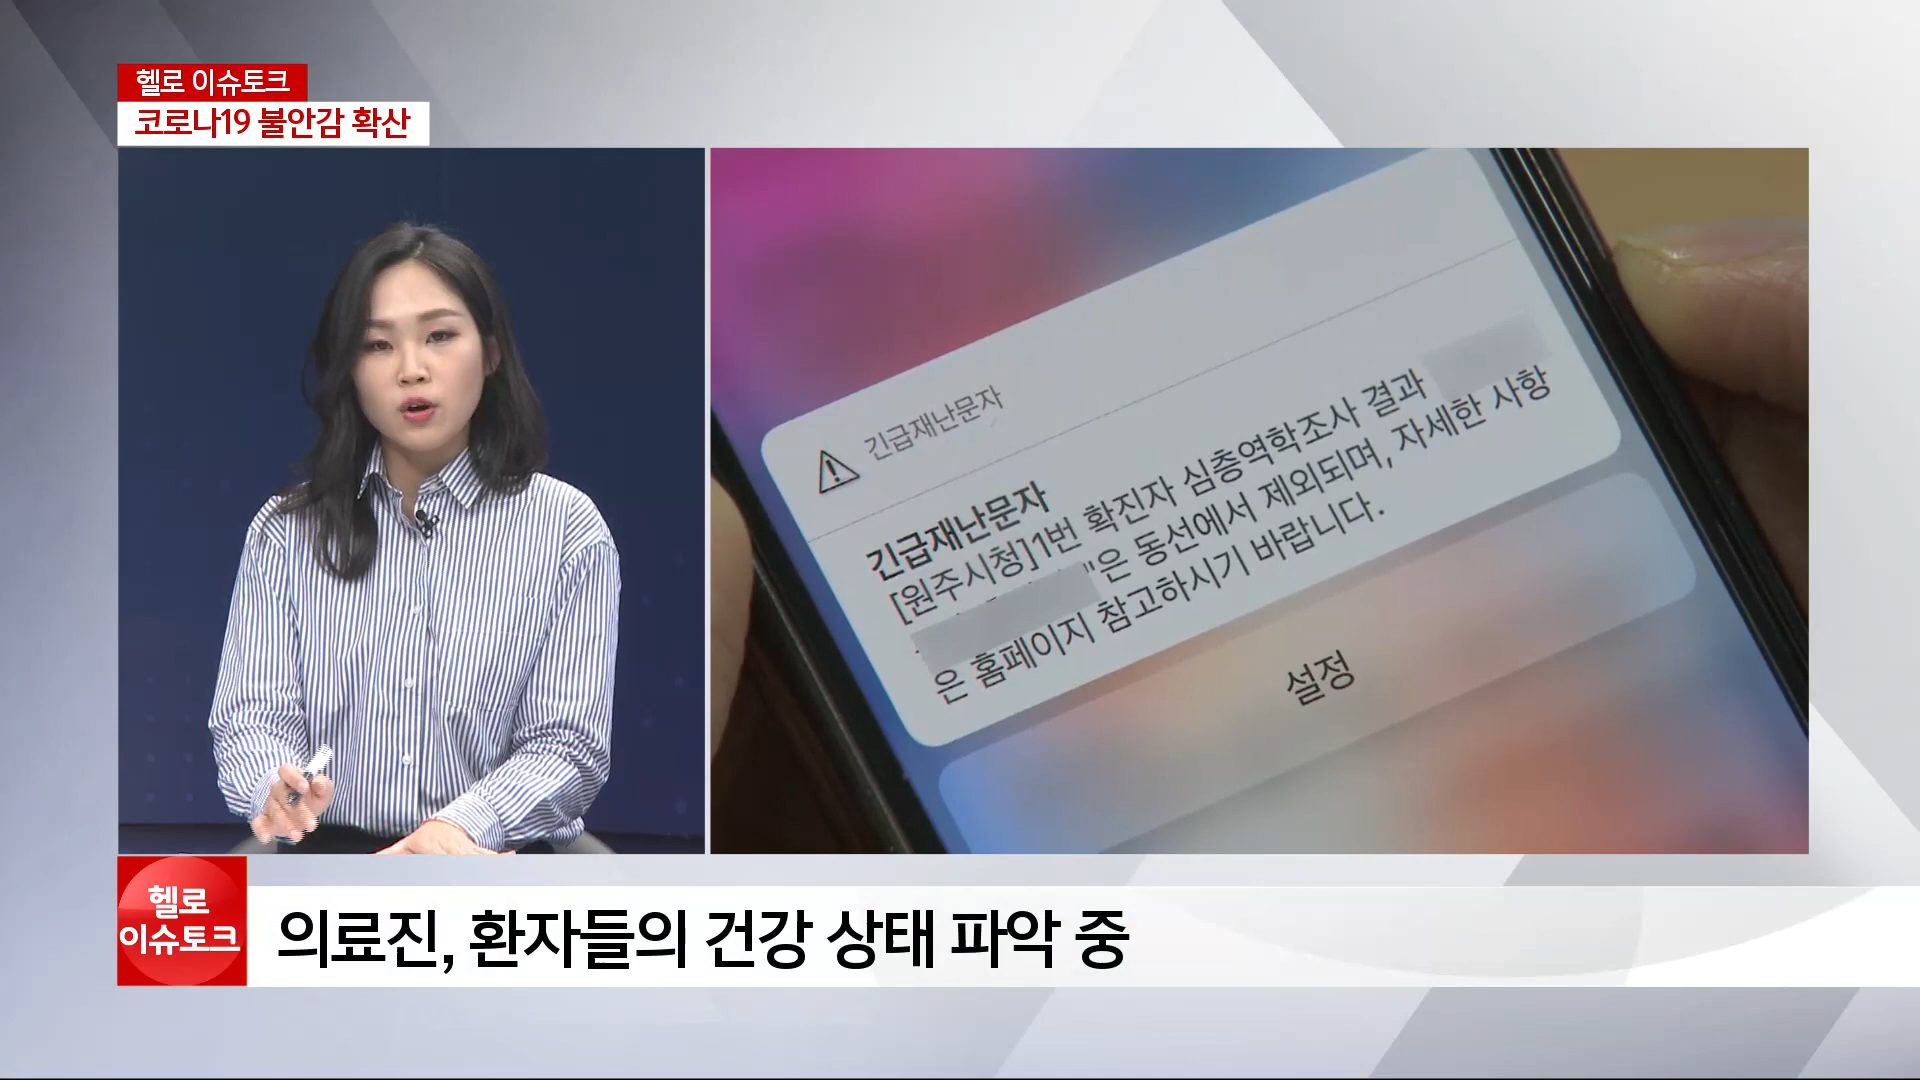 헬로 이슈토크
코로나19 불안감 확산
긴급재난문자
긴급재난문자
[원주시청]1번 확진자 심층역학조사 결과
"은 동선에서 제외되며, 자세한 사항
은 홈페이지 참고하시기 바랍니다.
설정
헬로
이슈토크
의료진, 환자들의 건강 상태 파악 중